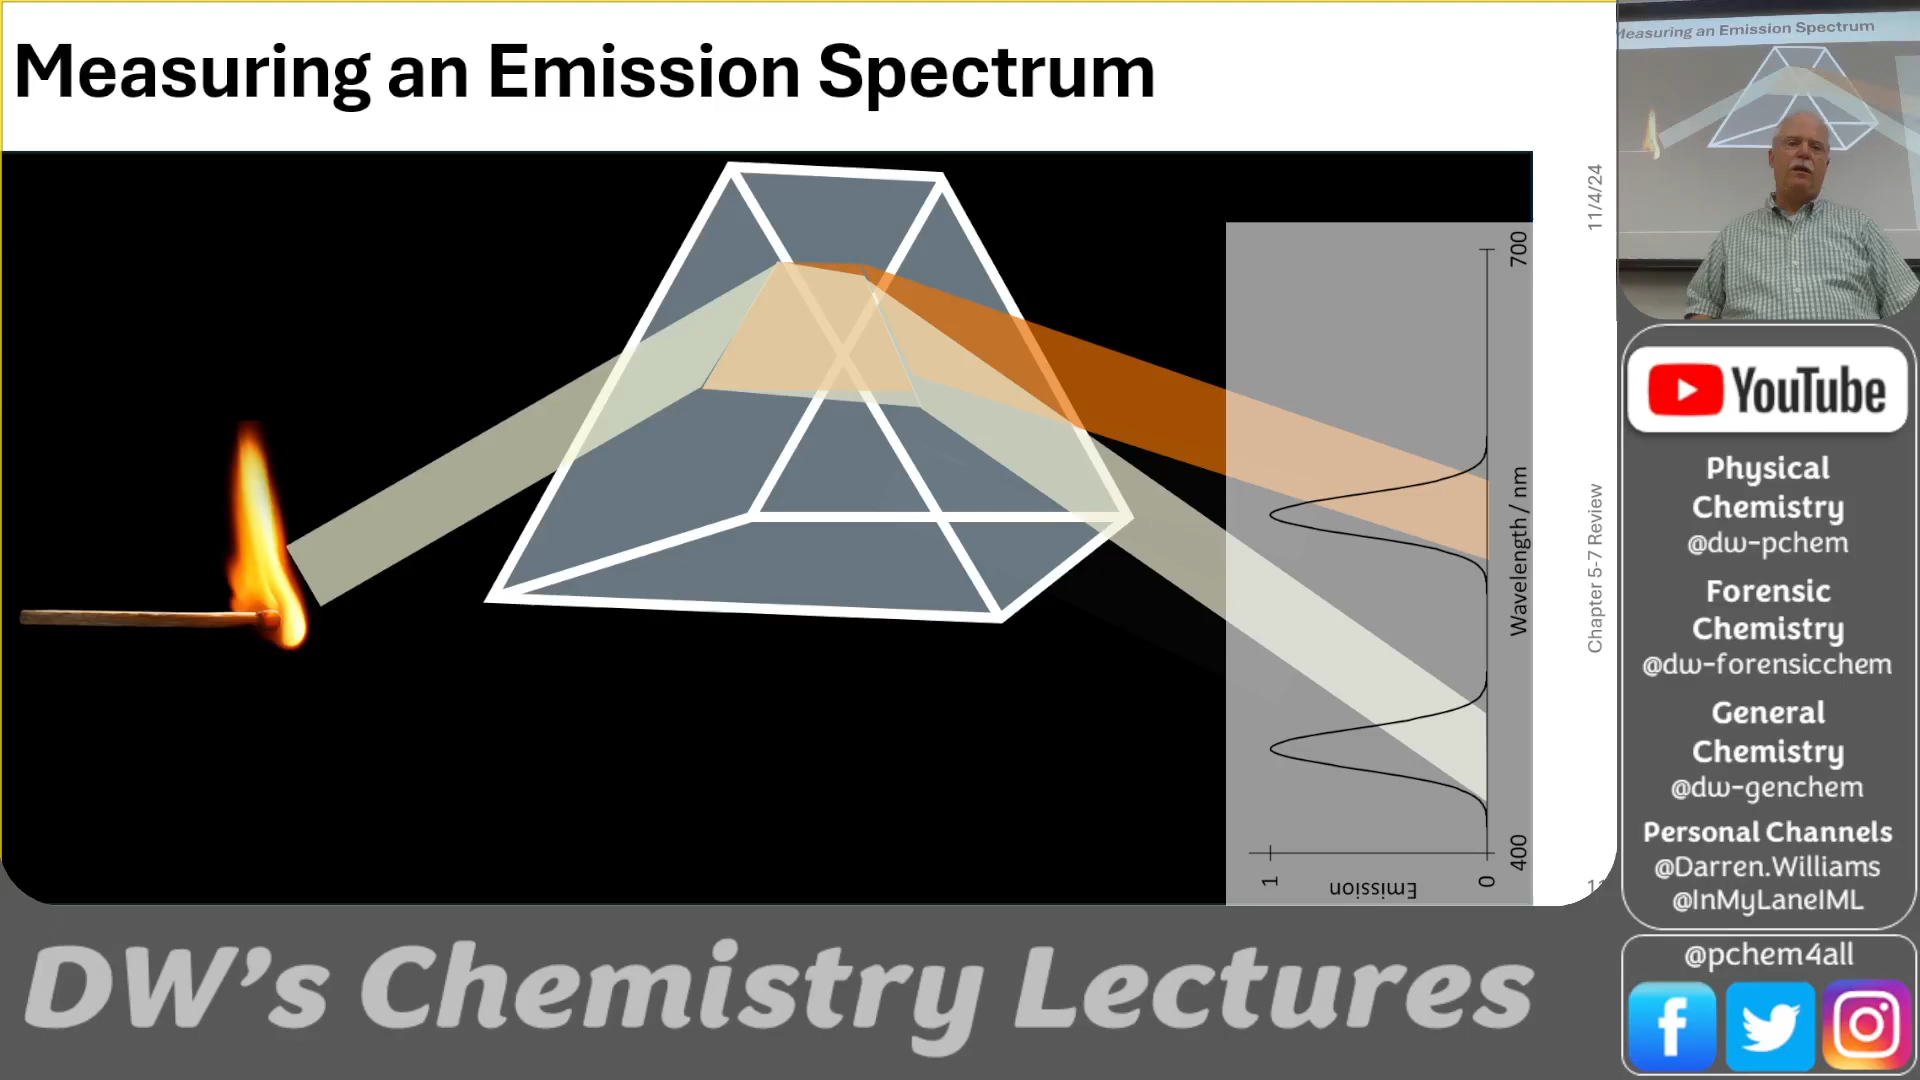 Measuring an Emission Spectrum
Measuring an Emission Spectrum
700
Wavelength / nm
400
1
Emission
0
11/4/24
Chapter 5-7 Review
DW's Chemistry Lectures
YouTube
Physical
Chemistry
@dw-pchem
Forensic
Chemistry
@dw-forensicchem
General
Chemistry
@dw-genchem
Personal Channels
@Darren.Williams
@InMyLaneIML
@pchem4all